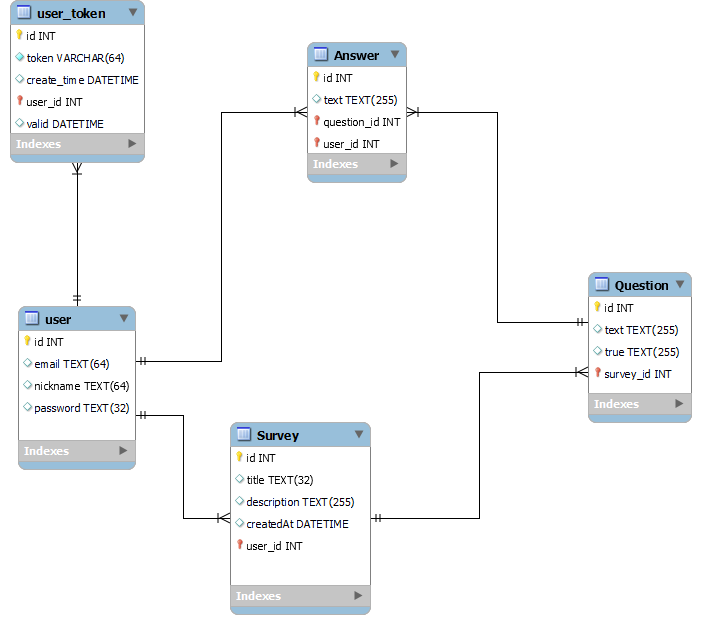 user_token
id INT
token VARCHAR(64)
create_time DATETIME
user_id INT
valid DATETIME
Indexes
Answer
id INT
text TEXT(255)
question_id INT
user_id INT
Indexes
Question
id INT
text TEXT(255)
true TEXT(255)
survey_id INT
Indexes
user
id INT
email TEXT(64)
nickname TEXT(64)
password TEXT(32)
Indexes
Survey
id INT
title TEXT(32)
description TEXT(255)
createdAt DATETIME
user_id INT
Indexes